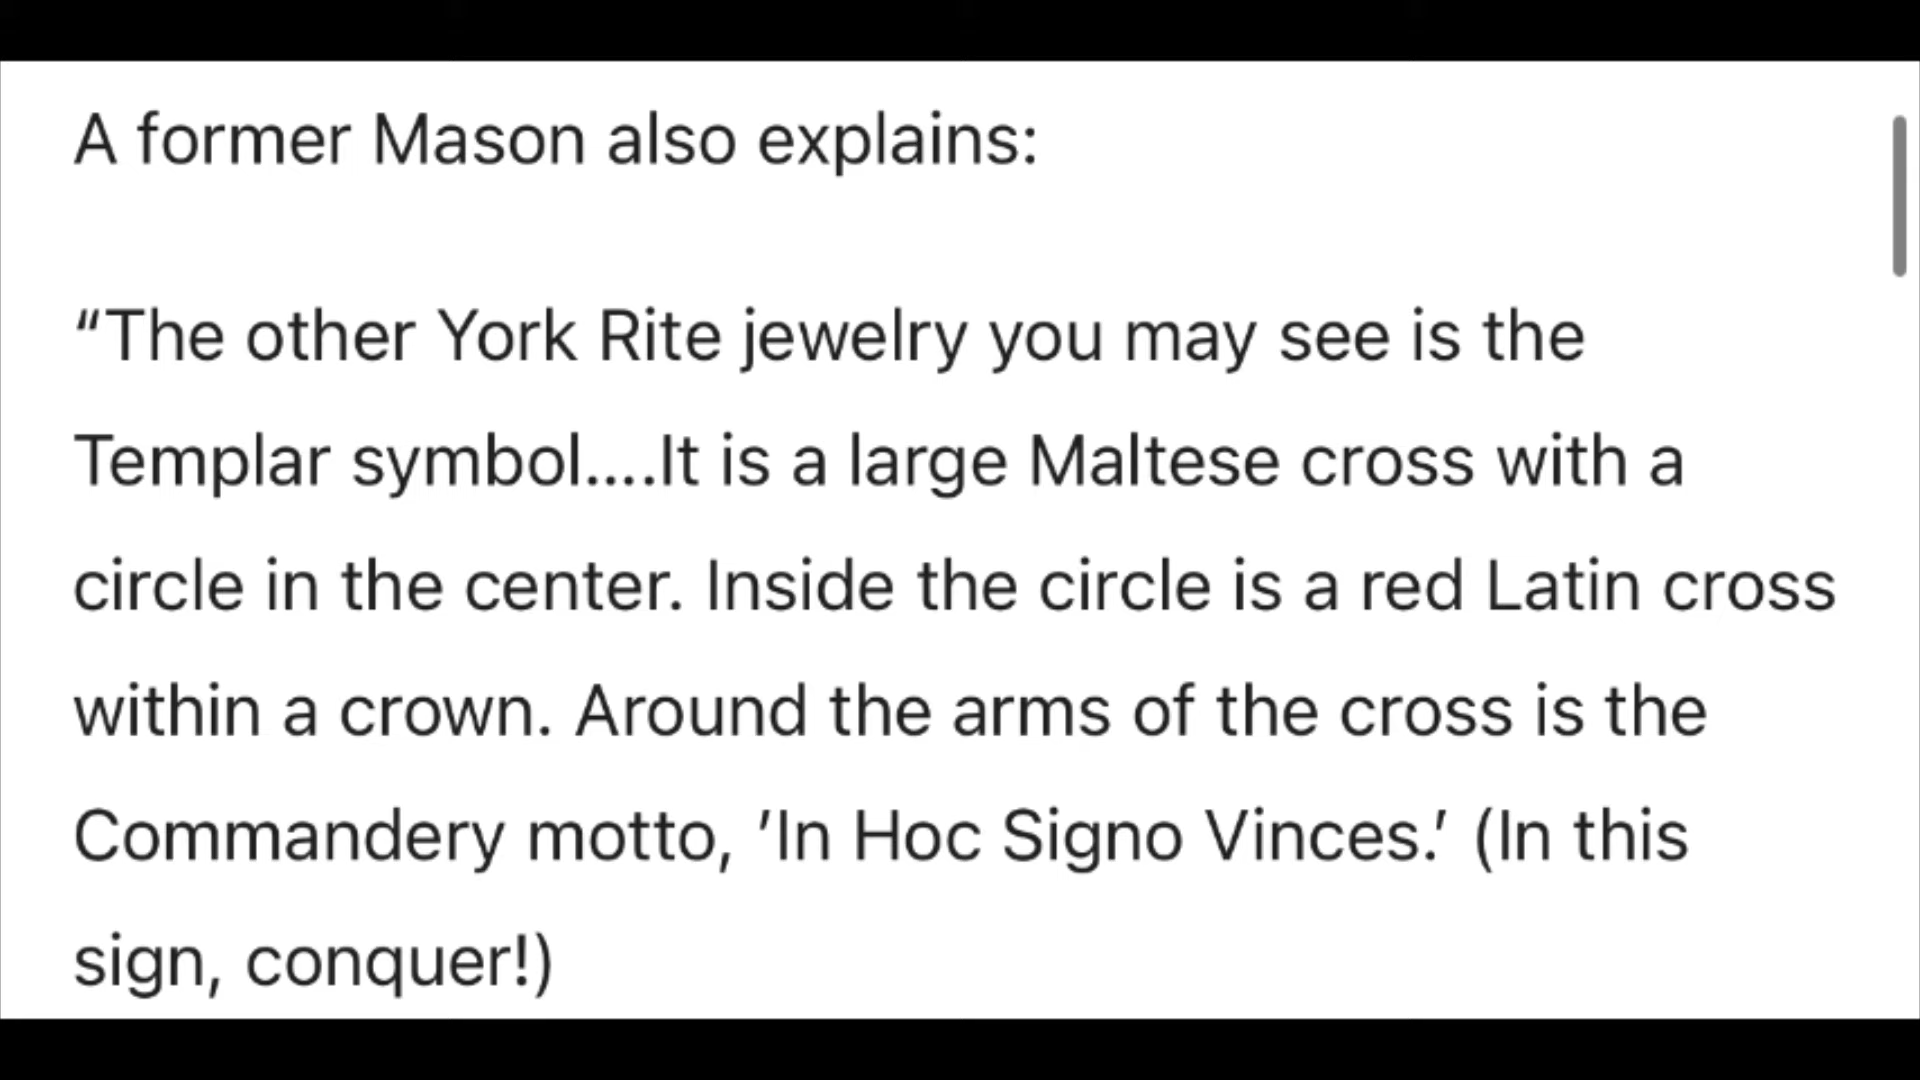 A former Mason also explains:
“The other York Rite jewelry you may see is the
Templar symbol....It is a large Maltese cross with a
circle in the center. Inside the circle is a red Latin cross
within a crown. Around the arms of the cross is the
Commandery motto, ’In Hoc Signo Vinces.’ (In this
sign, conquer!)